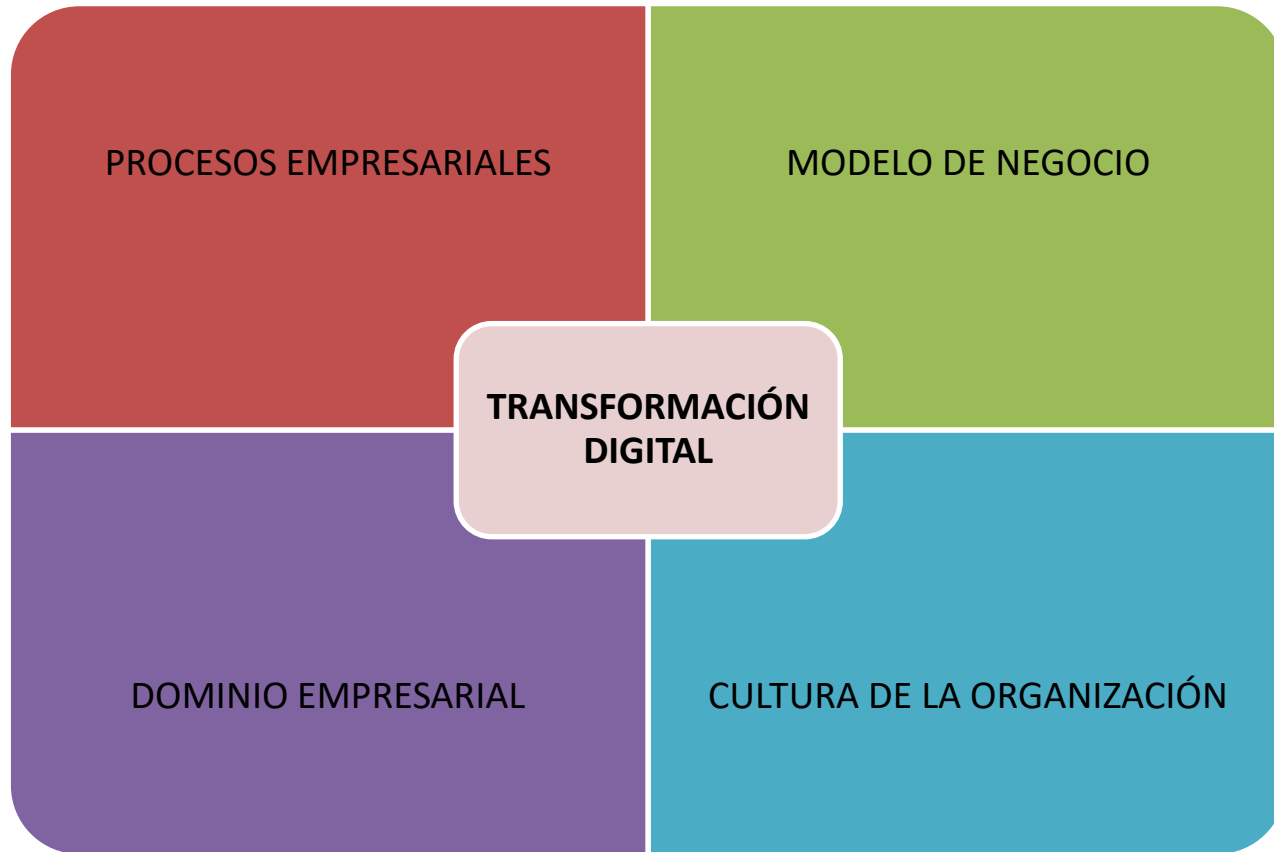 PROCESOS EMPRESARIALES
MODELO DE NEGOCIO
TRANSFORMACIÓN
DIGITAL
DOMINIO EMPRESARIAL
CULTURA DE LA ORGANIZACIÓN